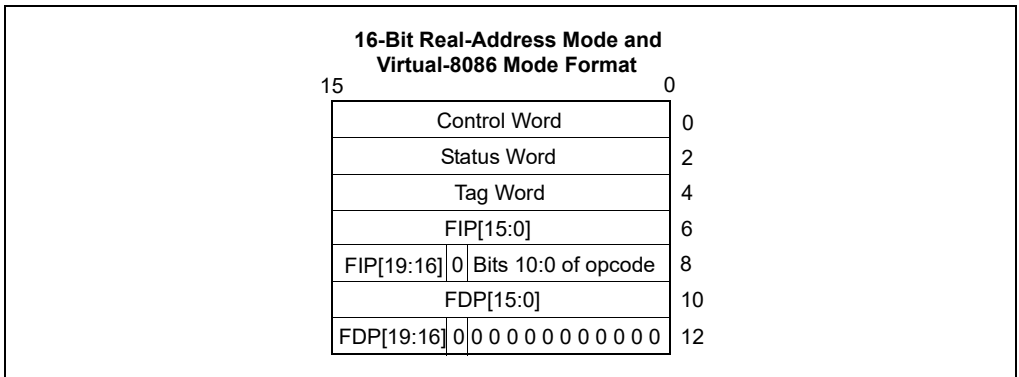 16-Bit Real-Address Mode and
Virtual-8086 Mode Format
15 0
Control Word 0
Status Word 2
Tag Word 4
FIP[15:0] 6
FIP[19:16] 0 Bits 10:0 of opcode 8
FDP[15:0] 10
FDP[19:16] 0 0 0 0 0 0 0 0 0 0 0 0 12